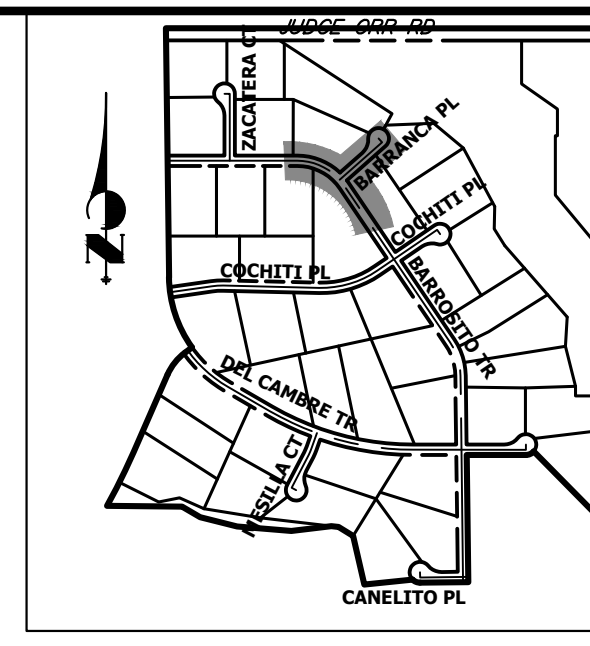 JUDGE ORR RD
ZACATERA CT
BARRANCA PL
COCHITI PL
COCHITI PL
BARROSITO TR
DEL CAMBRE TR
MESILLA CT
CANELITO PL
N